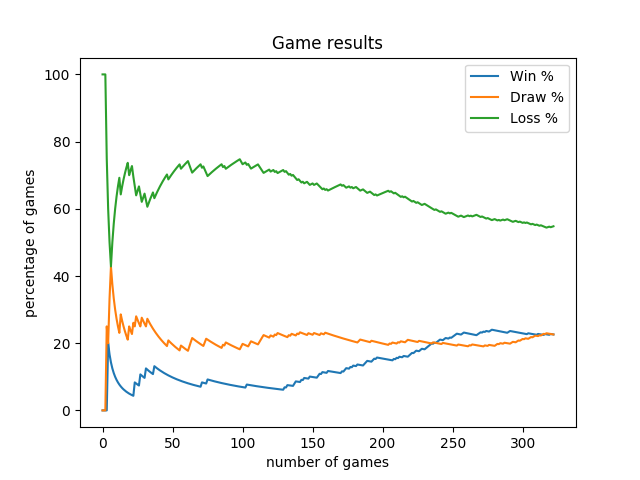 Game results
100
80
60
40
20
0
percentage of games
Win %
Draw %
Loss %
0 50 100 150 200 250 300
number of games